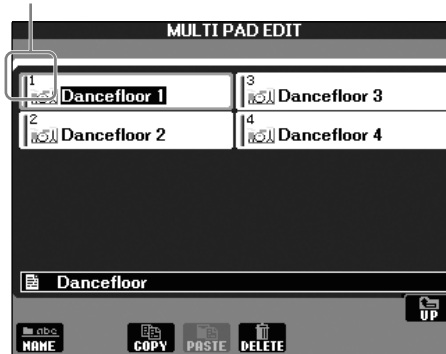 MULTI PAD EDIT
1 Dancefloor 1
3 Dancefloor 3
2 Dancefloor 2
4 Dancefloor 4
Dancefloor
UP
abc NAME COPY PASTE DELETE